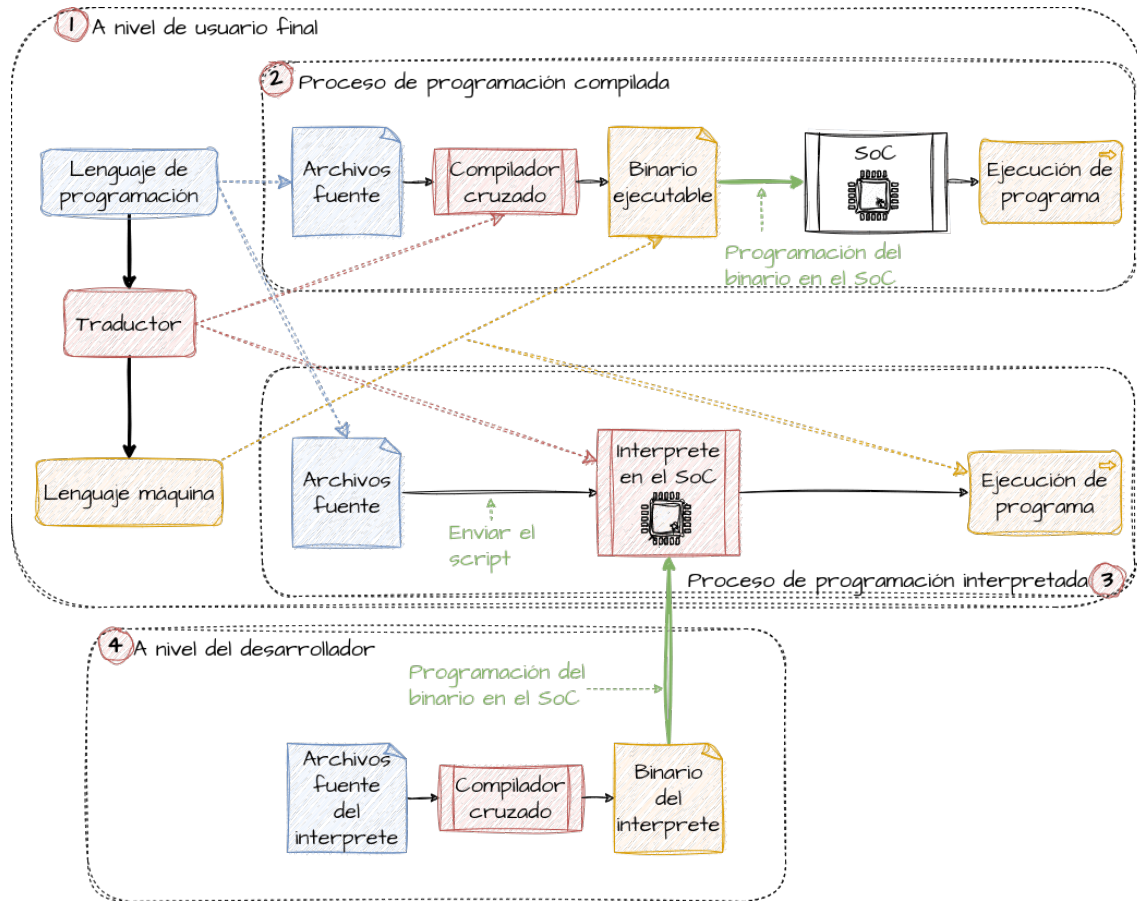 1 A nivel de usuario final
2 Proceso de programación compilada
Lenguaje de
programación
Traductor
Lenguaje máquina
Archivos
fuente
Compilador
cruzado
Binario
ejecutable
SoC
Ejecución de
programa
Programación del
binario en el SoC
Archivos
fuente
Enviar el
script
Interprete
en el SoC
Ejecución de
programa
Proceso de programación interpretada 3
4 A nivel del desarrollador
Programación del
binario en el SoC
Archivos
fuente
del
interprete
Compilador
cruzado
Binario
del
interprete